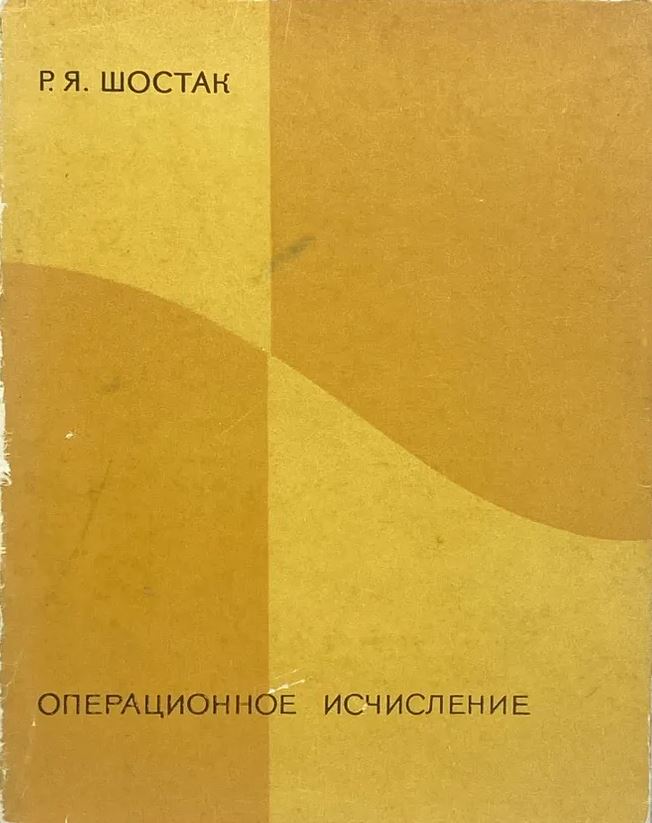 Р. Я. ШОСТАК
ОПЕРАЦИОННОЕ ИСЧИСЛЕНИЕ